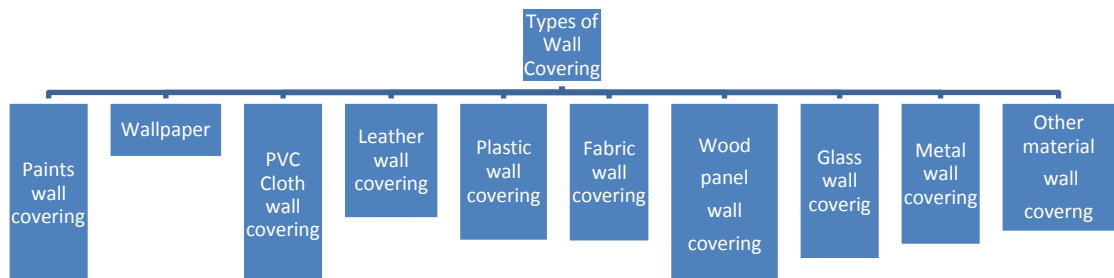 Types of
Wall
Covering
Paints
wall
covering
Wallpaper
PVC
Cloth
wall
covering
Leather
wall
covering
Plastic
wall
covering
Fabric
wall
covering
Wood
panel
wall
covering
Glass
wall
coverig
Metal
wall
covering
Other
material
wall
coverng